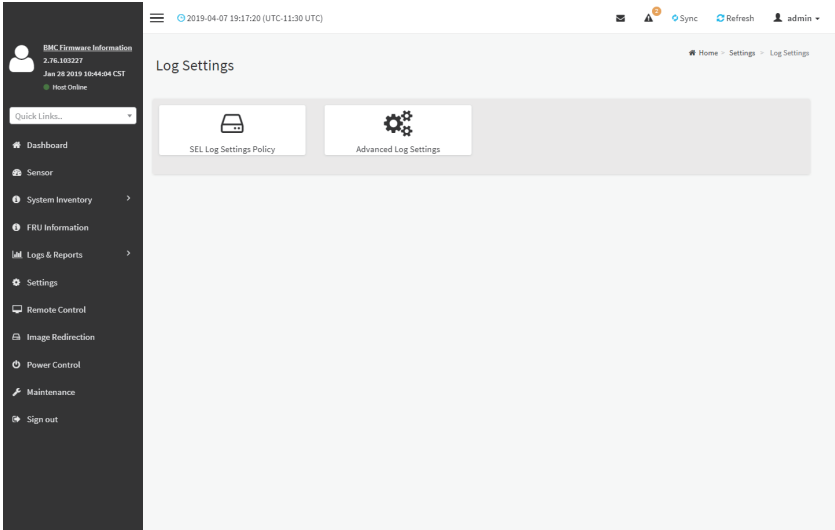 2019-04-07 19:17:20 (UTC-11:30 UTC)
2
Sync
Refresh
admin
BMC Firmware Information
2.76.103227
Jan 28 2019 10:44:04 CST
Host Online
Quick Links..
Dashboard
Sensor
System Inventory
FRU Information
Logs & Reports
Settings
Remote Control
Image Redirection
Power Control
Maintenance
Sign out
Log Settings
Home > Settings > Log Settings
SEL Log Settings Policy
Advanced Log Settings